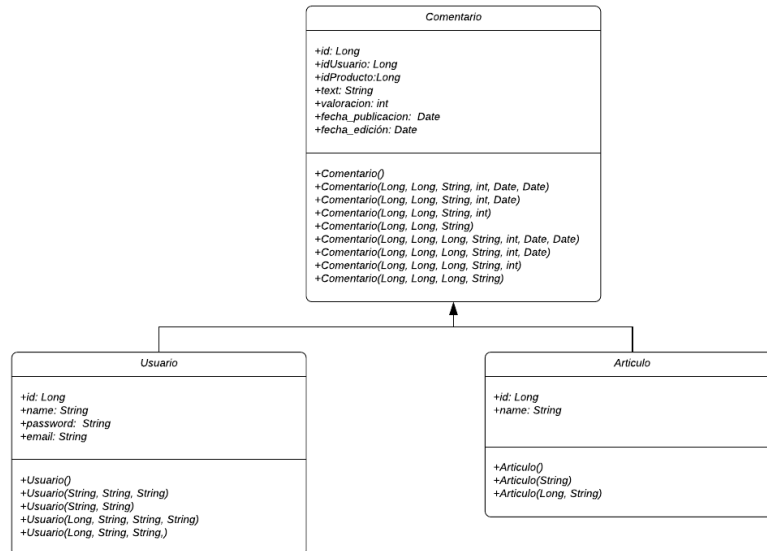 Comentario
+id: Long
+idUsuario: Long
+idProducto:Long
+text: String
+valoracion: int
+fecha_publicacion: Date
+fecha_edición: Date
+Comentario()
+Comentario(Long, Long, String, int, Date, Date)
+Comentario(Long, Long, String, int, Date)
+Comentario(Long, Long, String, int)
+Comentario(Long, Long, String)
+Comentario(Long, Long, Long, String, int, Date, Date)
+Comentario(Long, Long, Long, String, int, Date)
+Comentario(Long, Long, Long, String, int)
+Comentario(Long, Long, Long, String)
Usuario
+id: Long
+name: String
+password: String
+email: String
+Usuario()
+Usuario(String, String, String)
+Usuario(String, String)
+Usuario(Long, String, String, String)
+Usuario(Long, String, String,)
Articulo
+id: Long
+name: String
+Articulo()
+Articulo(String)
+Articulo(Long, String)